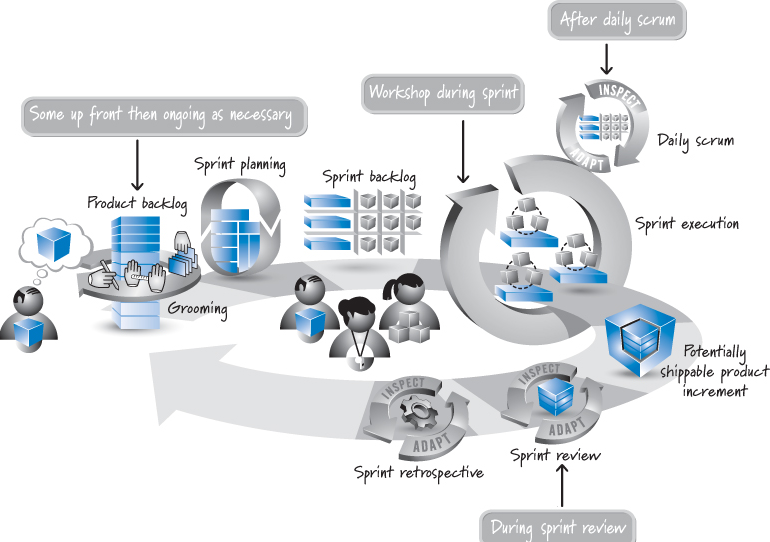 After daily scrum
Workshop during sprint
Some up front then ongoing as necessary
INSPECT
ADAPT
Daily scrum
Sprint planning
Sprint backlog
Product backlog
Sprint execution
Grooming
Potentially
shippable product
increment
INSPECT
ADAPT
Sprint retrospective
INSPECT
ADAPT
Sprint review
During sprint review